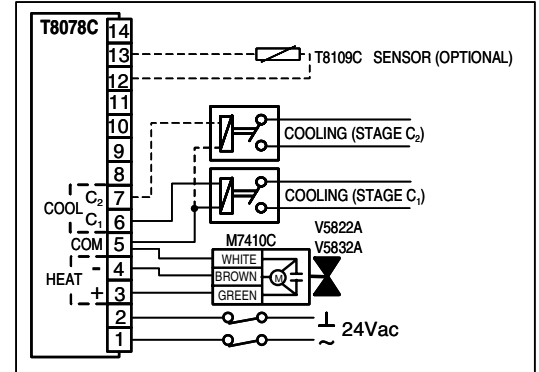 T8078C
14
13
T8109C SENSOR (OPTIONAL)
12
11
10
COOLING (STAGE C₂)
9
8
C₂ 7
COOL
COOLING (STAGE C₁)
C₁ 6
COM 5
M7410C
V5822A
V5832A
WHITE
- 4
BROWN
M
HEAT
+ 3
GREEN
2
24Vac
1
~